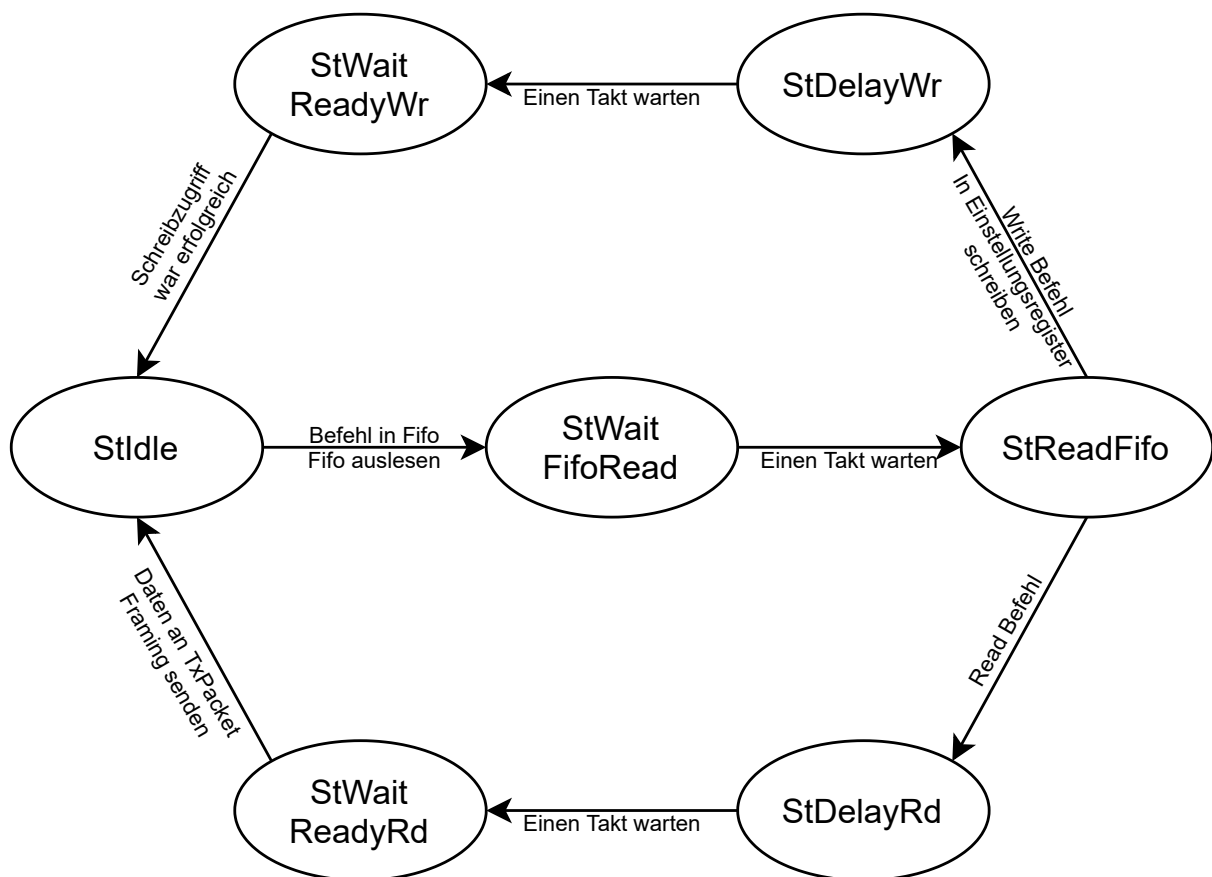 StWait
ReadyWr
Einen Takt warten
StDelayWr
Schreibzugriff
war erfolgreich
Write Befehl
In Einstellungsregister
schreiben
StIdle
Befehl in Fifo
Fifo auslesen
StWait
FifoRead
Einen Takt warten
StReadFifo
Daten an TxPacket
Framing senden
Read Befehl
StWait
ReadyRd
Einen Takt warten
StDelayRd